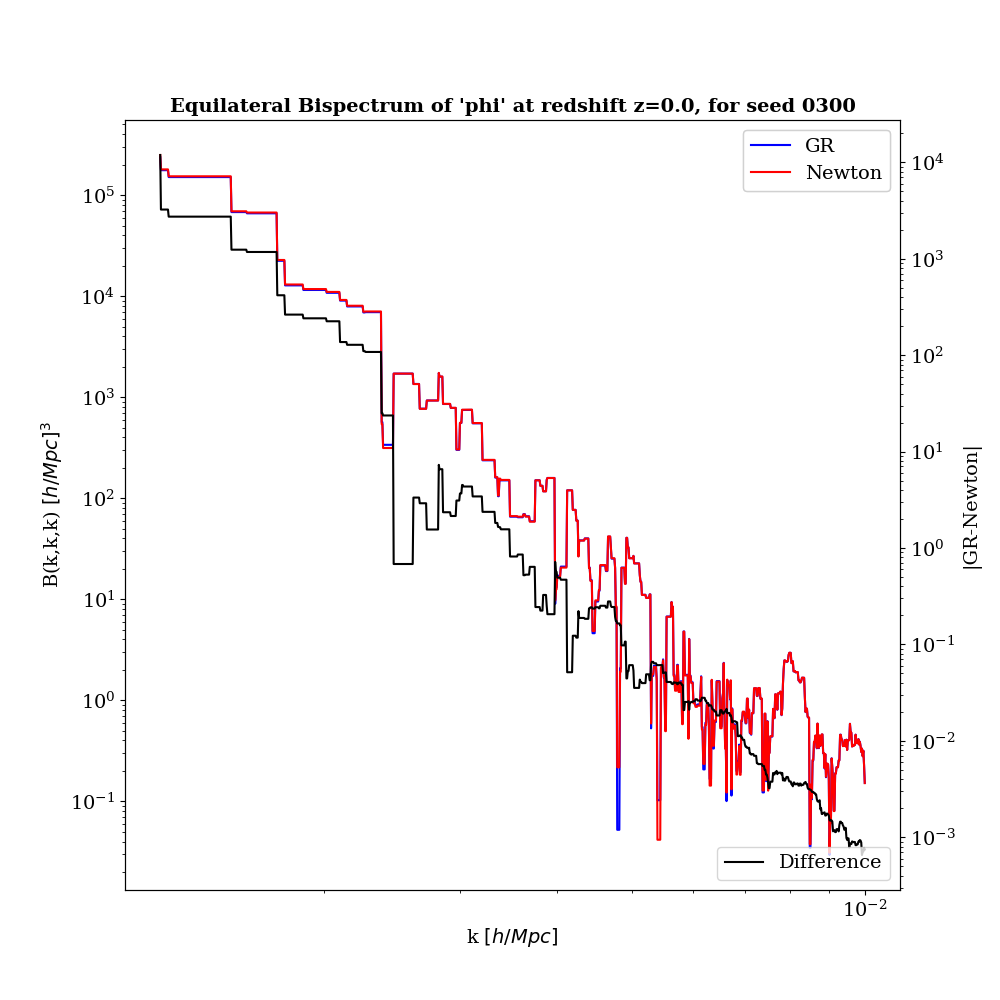 Equilateral Bispectrum of 'phi' at redshift z=0.0, for seed 0300
GR
Newton
10^5
10^4
10^3
10^2
10^1
10^0
10^−1
B(k,k,k) [h/Mpc]^3
10^4
10^3
10^2
10^1
10^0
10^−1
10^−2
10^−3
|GR-Newton|
Difference
10^−2
k [h/Mpc]